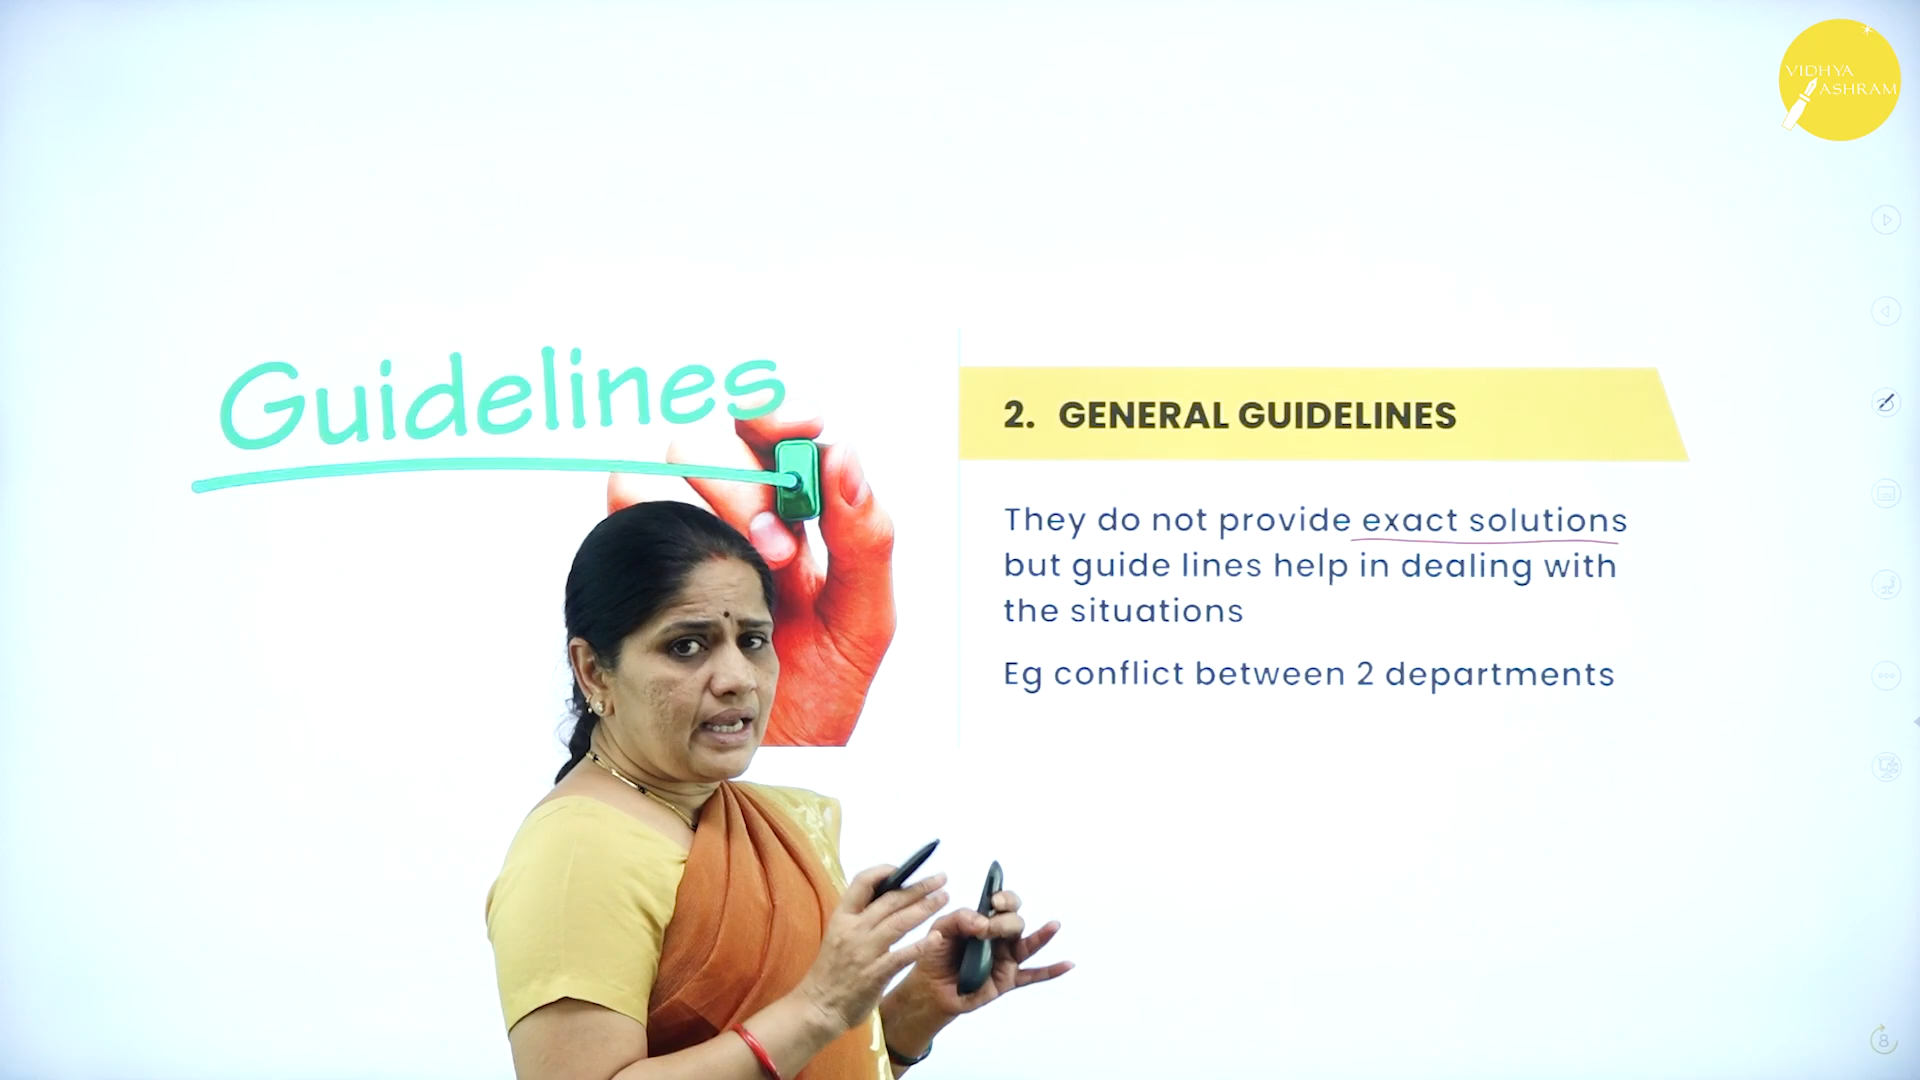 VIDHYA
ASHRAM
Guidelines
2. GENERAL GUIDELINES
They do not provide exact solutions
but guide lines help in dealing with
the situations
Eg conflict between 2 departments
8